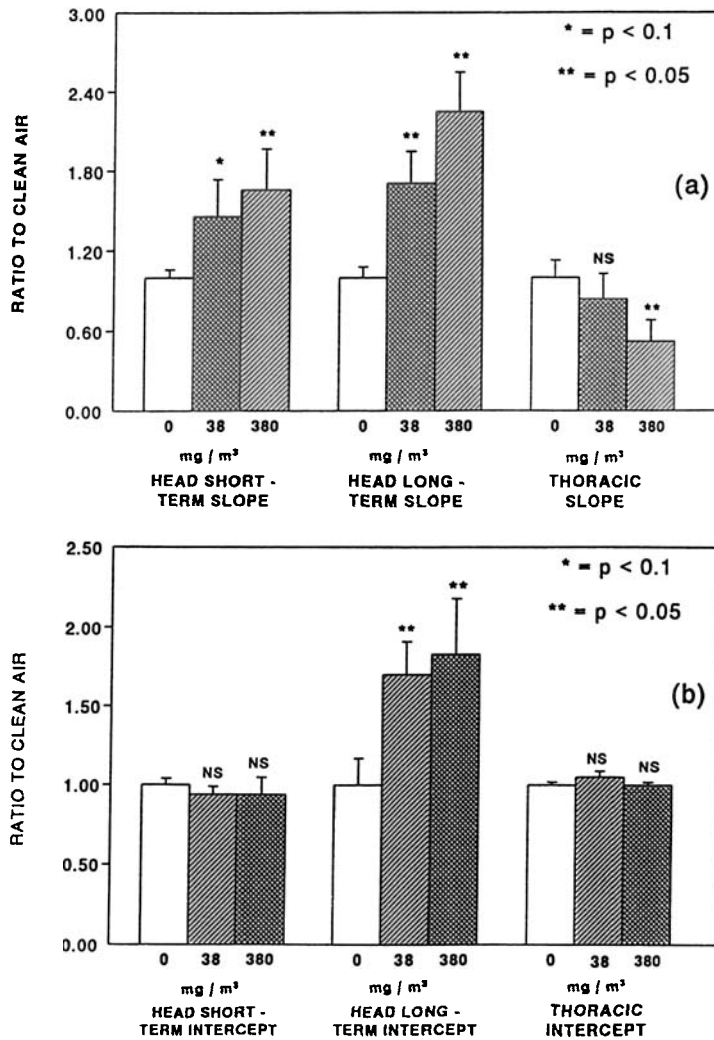 3.00
* = p < 0.1
** = p < 0.05
2.40
1.80
1.20
0.60
0.00
RATIO TO CLEAN AIR
(a)
* ** ** ** NS **
0 38 380 0 38 380 0 38 380
mg / m³ mg / m³ mg / m³
HEAD SHORT - HEAD LONG - THORACIC
TERM SLOPE TERM SLOPE SLOPE
2.50
* = p < 0.1
** = p < 0.05
2.00
1.50
1.00
0.50
0.00
RATIO TO CLEAN AIR
(b)
NS NS ** ** NS NS
0 38 380 0 38 380 0 38 380
mg / m³ mg / m³ mg / m³
HEAD SHORT - HEAD LONG - THORACIC
TERM INTERCEPT TERM INTERCEPT INTERCEPT